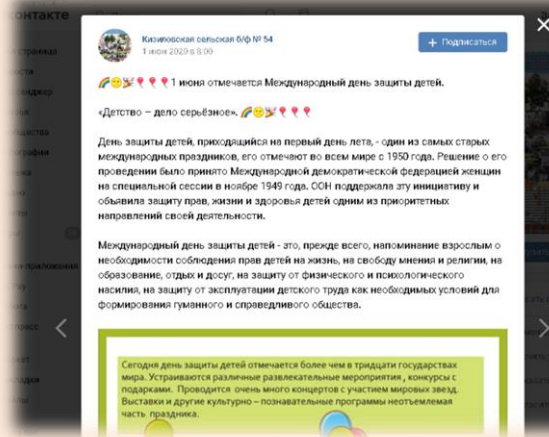 Кизиловская сельская б/ф № 54
1 июн 2020 в 8:00
+ Подписаться
1 июня отмечается Международный день защиты детей.
«Детство – дело серьёзное».
День защиты детей, приходящийся на первый день лета, - один из самых старых
международных праздников, его отмечают во всем мире с 1950 года. Решение о его
проведении было принято Международной демократической федерацией женщин
на специальной сессии в ноябре 1949 года. ООН поддержала эту инициативу и
объявила защиту прав, жизни и здоровья детей одним из приоритетных
направлений своей деятельности.
Международный день защиты детей - это, прежде всего, напоминание взрослым о
необходимости соблюдения прав детей на жизнь, на свободу мнения и религии, на
образование, отдых и досуг, на защиту от физического и психологического
насилия, на защиту от эксплуатации детского труда как необходимых условий для
формирования гуманного и справедливого общества.
Сегодня день защиты детей отмечается более чем в тридцати государствах
мира. Устраиваются различные развлекательные мероприятия , конкурсы с
подарками. Проводится очень много концертов с участием мировых звезд.
Выставки и другие культурно – познавательные программы неотъемлемая
часть праздника.